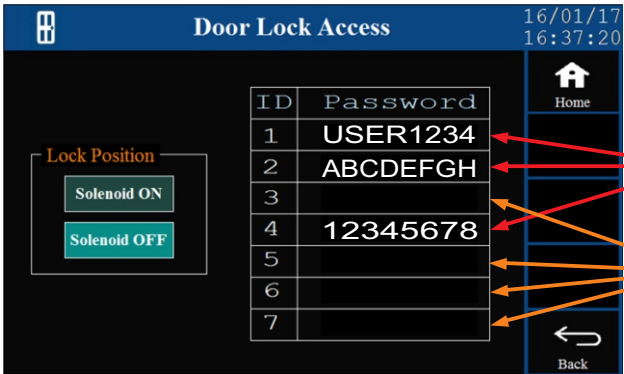 Door Lock Access
16/01/17
16:37:20
Home
ID Password
1 USER1234
2 ABCDEFGH
3
4 12345678
5
6
7
Lock Position
Solenoid ON
Solenoid OFF
Back